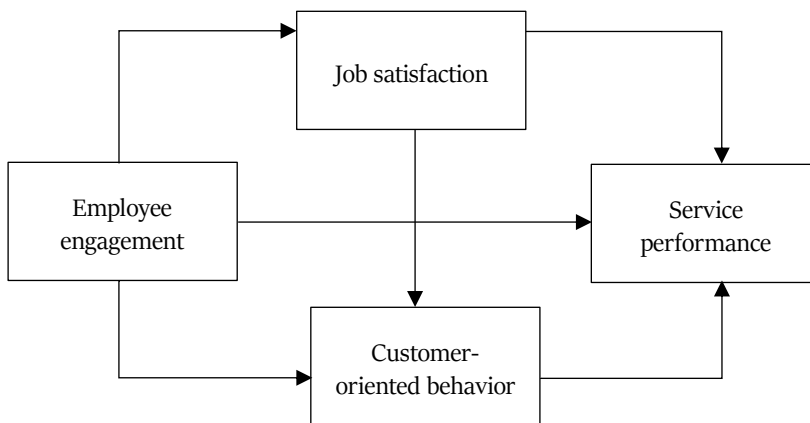 Job satisfaction
Employee
engagement
Service
performance
Customer-
oriented behavior